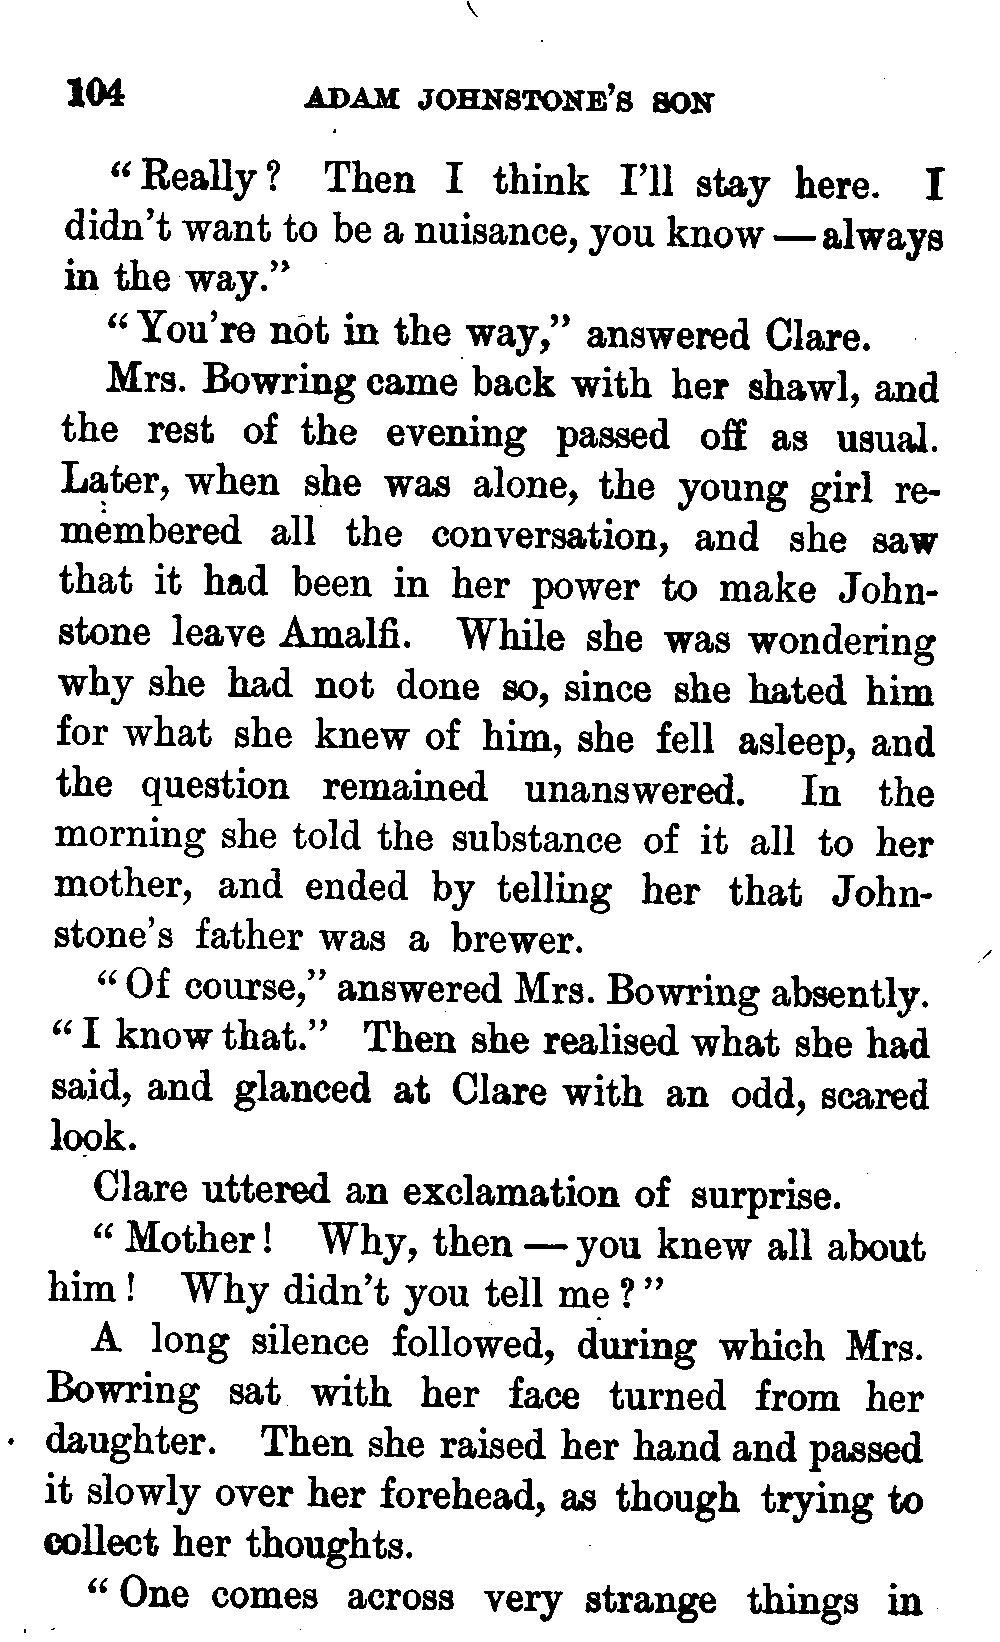 104 ADAM JOHNSTONE'S SON
"Really? Then I think I'll stay here. I
didn't want to be a nuisance, you know—always
in the way."
"You're not in the way," answered Clare.
Mrs. Bowring came back with her shawl, and
the rest of the evening passed off as usual.
Later, when she was alone, the young girl re-
membered all the conversation, and she saw
that it had been in her power to make John-
stone leave Amalfi. While she was wondering
why she had not done so, since she hated him
for what she knew of him, she fell asleep, and
the question remained unanswered. In the
morning she told the substance of it all to her
mother, and ended by telling her that John-
stone's father was a brewer.
"Of course," answered Mrs. Bowring absently.
"I know that." Then she realised what she had
said, and glanced at Clare with an odd, scared
look.
Clare uttered an exclamation of surprise.
"Mother! Why, then—you knew all about
him! Why didn't you tell me?"
A long silence followed, during which Mrs.
Bowring sat with her face turned from her
daughter. Then she raised her hand and passed
it slowly over her forehead, as though trying to
collect her thoughts.
"One comes across very strange things in